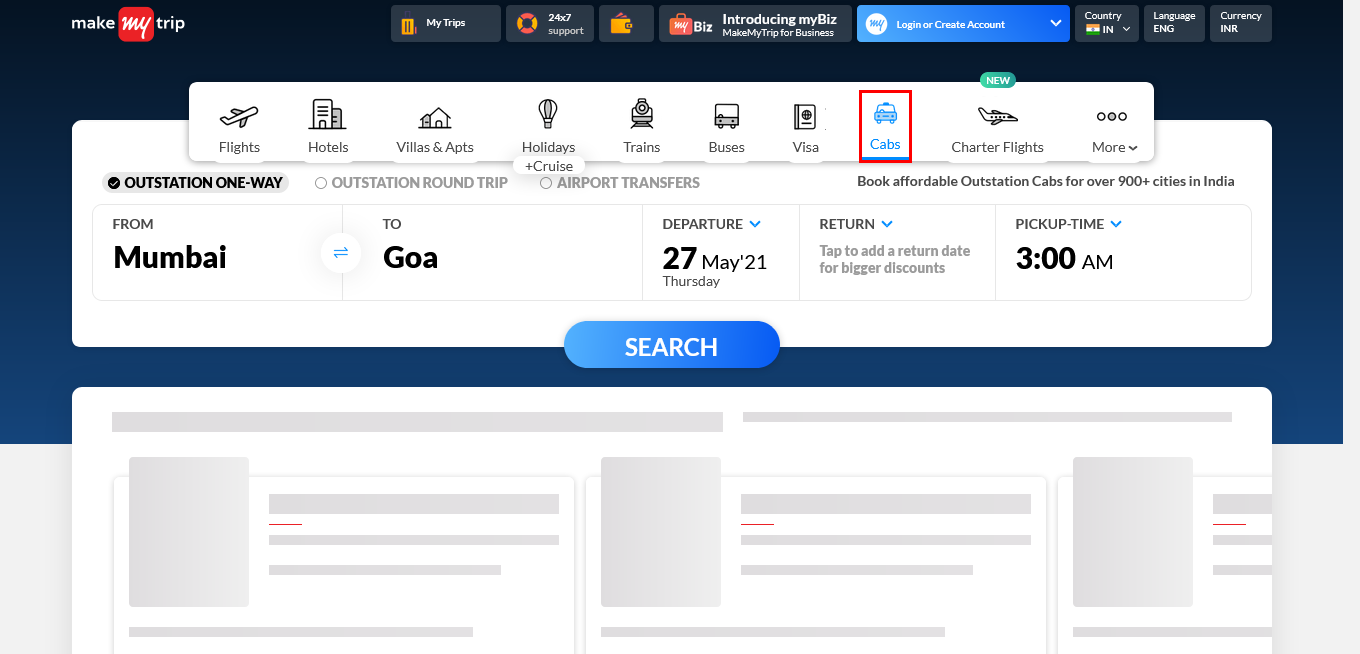 make my trip
My Trips
24x7
support
my Biz
Introducing myBiz
MakeMyTrip for Business
my
Login or Create Account
Country
IN
Language
ENG
Currency
INR
NEW
Flights
Hotels
Villas & Apts
Holidays
+Cruise
Trains
Buses
Visa
Cabs
Charter Flights
More
OUTSTATION ONE-WAY
OUTSTATION ROUND TRIP
AIRPORT TRANSFERS
Book affordable Outstation Cabs for over 900+ cities in India
FROM
Mumbai
TO
Goa
DEPARTURE
27 May'21
Thursday
RETURN
Tap to add a return date
for bigger discounts
PICKUP-TIME
3:00 AM
SEARCH